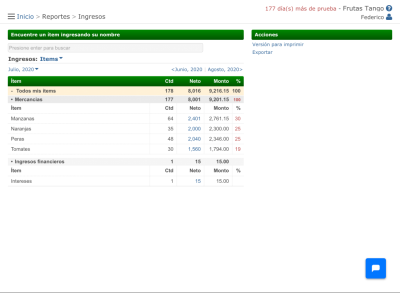 177 día(s) más de prueba - Frutas Tango
Inicio > Reportes > Ingresos
Federico
Encuentre un ítem ingresando su nombre
Presione enter para buscar
Ingresos: Items
Julio, 2020
<Junio, 2020 · Agosto, 2020>
Item Ctd Neto Monto %
Todos mis items 178 8,016 9,216.15 100
Mercancías 177 8,001 9,201.15 100
Item Ctd Neto Monto %
Manzanas 64 2,401 2,761.15 30
Naranjas 35 2,000 2,300.00 25
Peras 48 2,040 2,346.00 25
Tomates 30 1,560 1,794.00 19
Ingresos financieros 1 15 15.00
Item Ctd Neto Monto %
Intereses 1 15 15.00
Acciones
Versión para imprimir
Exportar